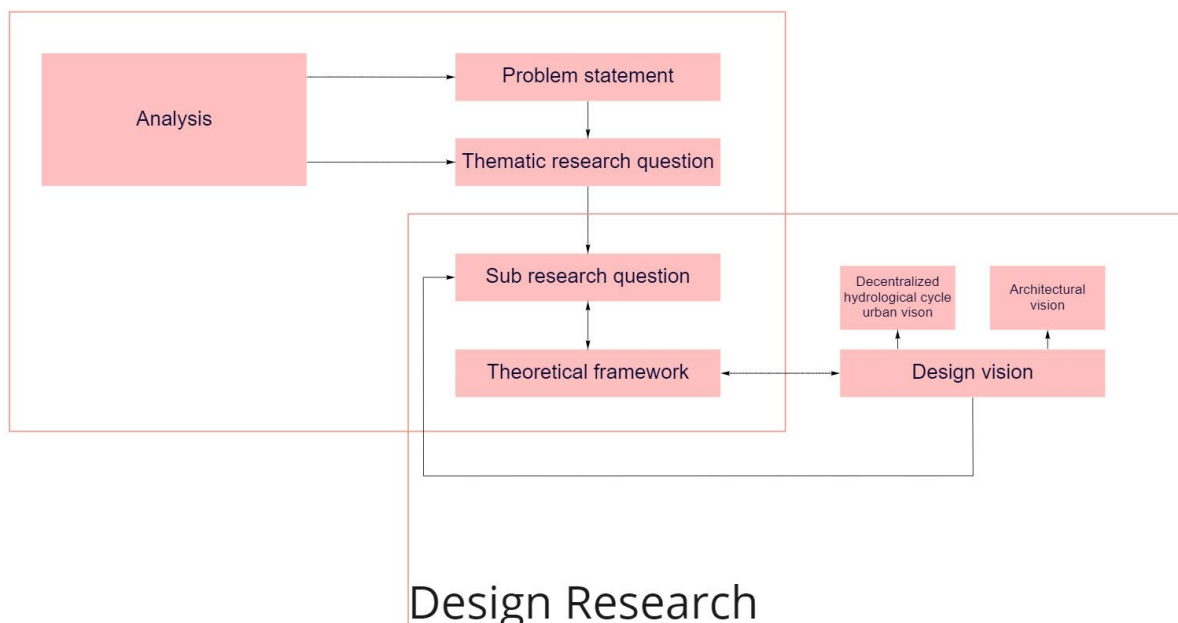 Analysis
Problem statement
Thematic research question
Sub research question
Theoretical framework
Decentralized
hydrological cycle
urban vison
Architectural
vision
Design vision
Design Research